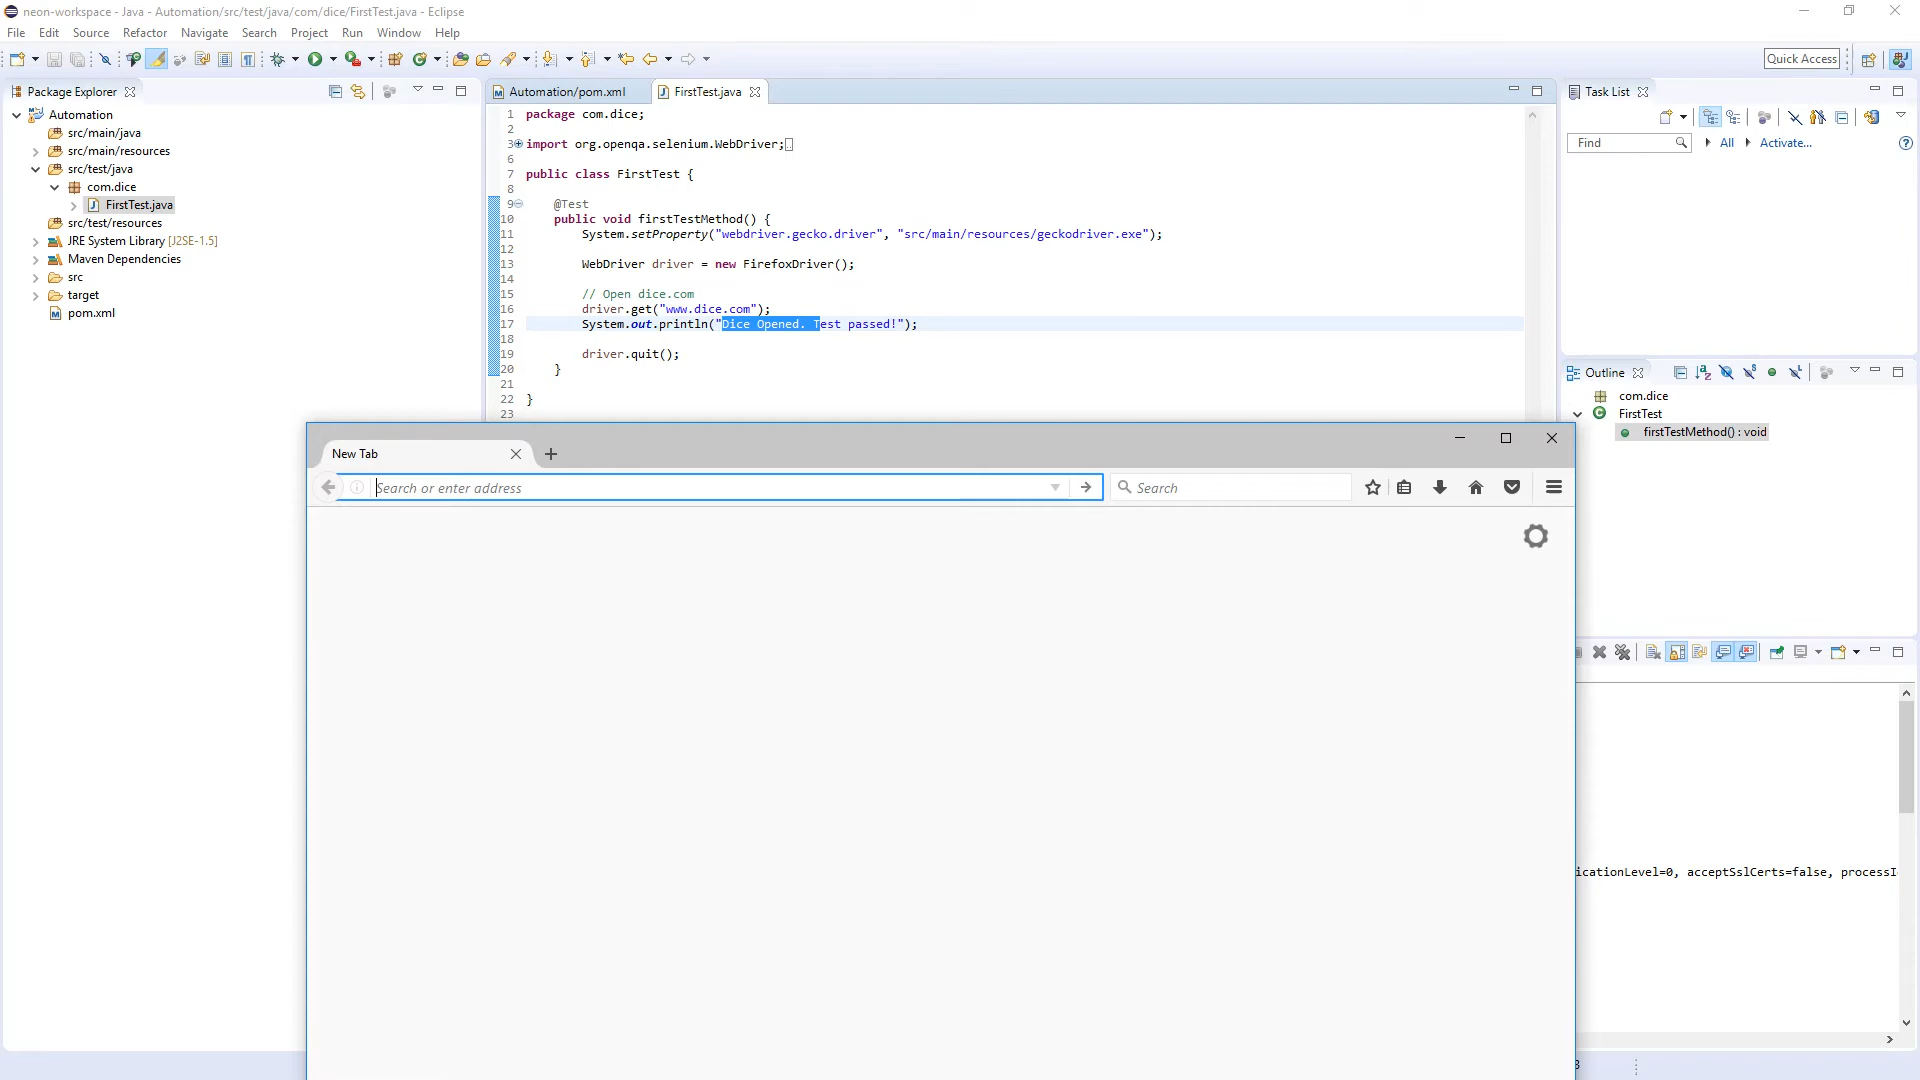 neon-workspace - Java - Automation/src/test/java/com/dice/FirstTest.java - Eclipse
File Edit Source Refactor Navigate Search Project Run Window Help
Quick Access
Package Explorer
Automation
src/main/java
src/main/resources
src/test/java
com.dice
FirstTest.java
src/test/resources
JRE System Library [J2SE-1.5]
Maven Dependencies
src
target
pom.xml
Automation/pom.xml FirstTest.java
1 package com.dice;
2
3 import org.openqa.selenium.WebDriver;
6
7 public class FirstTest {
8
9 @Test
10 public void firstTestMethod() {
11 System.setProperty("webdriver.gecko.driver", "src/main/resources/geckodriver.exe");
12
13 WebDriver driver = new FirefoxDriver();
14
15 // Open dice.com
16 driver.get("www.dice.com");
17 System.out.println("Dice Opened. Test passed!");
18
19 driver.quit();
20 }
21
22 }
23
Task List
Find All Activate...
Outline
com.dice
FirstTest
firstTestMethod() : void
New Tab
Search or enter address
Search
icationLevel=0, acceptSslCerts=false, processI